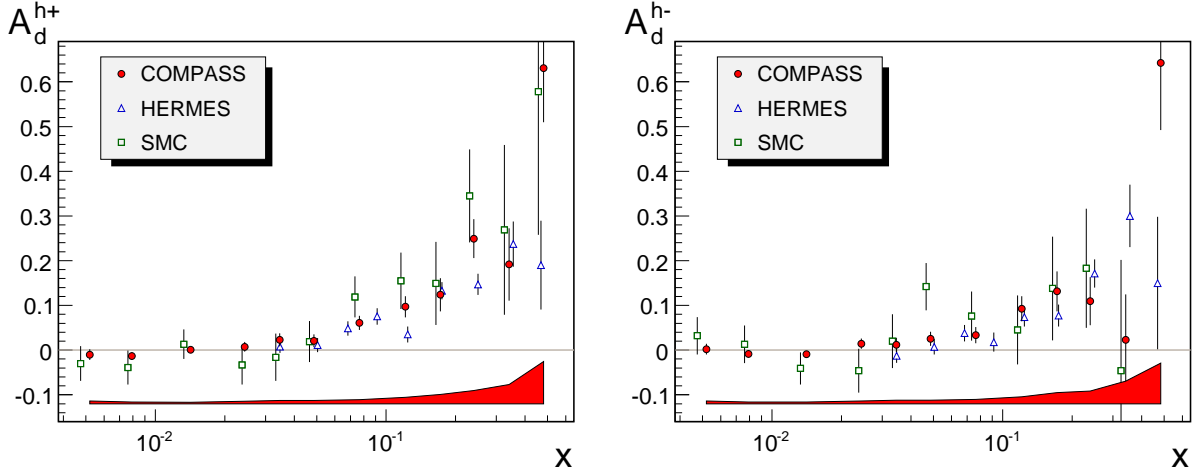 A_d^{h+}
0.6
0.5
0.4
0.3
0.2
0.1
0
-0.1
COMPASS
HERMES
SMC
10^{-2}
10^{-1}
x
A_d^{h-}
0.6
0.5
0.4
0.3
0.2
0.1
0
-0.1
COMPASS
HERMES
SMC
10^{-2}
10^{-1}
x